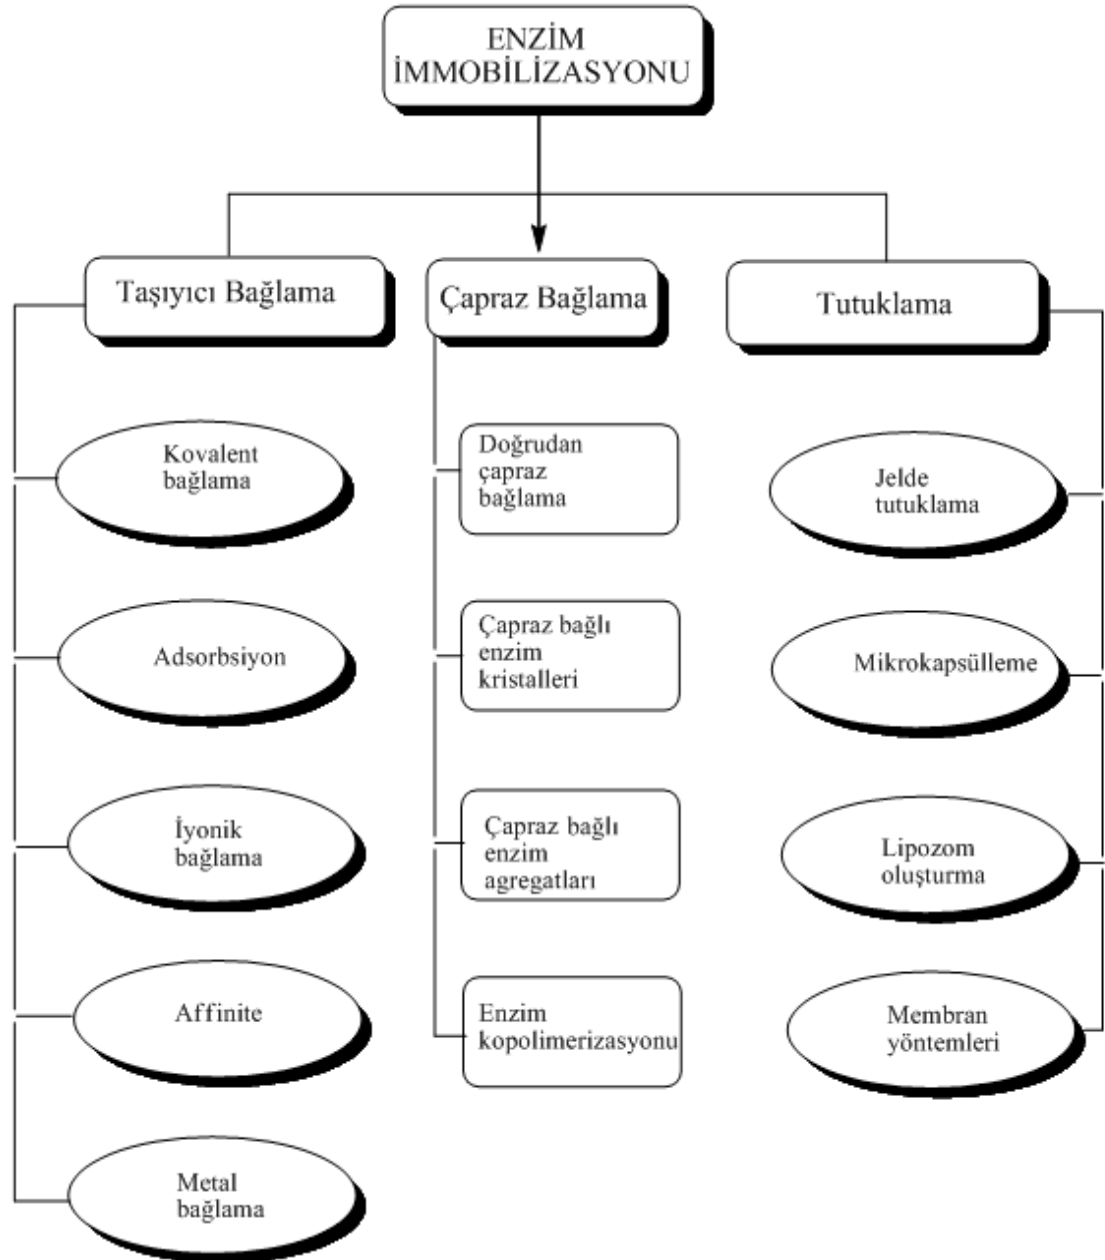 ENZİM
İMMOBİLİZASYONU
Taşıyıcı Bağlama
Çapraz Bağlama
Tutuklama
Kovalent
bağlama
Adsorbsiyon
İyonik
bağlama
Affinite
Metal
bağlama
Doğrudan
çapraz
bağlama
Çapraz bağlı
enzim
kristalleri
Çapraz bağlı
enzim
agregatları
Enzim
kopolimerizasyonu
Jelde
tutuklama
Mikrokapsülleme
Lipozom
oluşturma
Membran
yöntemleri